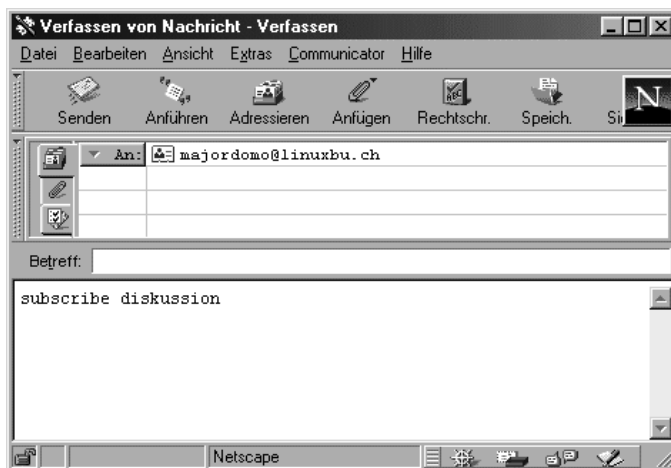 Verfassen von Nachricht - Verfassen
Datei Bearbeiten Ansicht Extras Communicator Hilfe
Senden Anführen Adressieren Anfügen Rechtschr. Speich. Si N
An: majordomo@linuxbu.ch
Betreff:
subscribe diskussion
Netscape